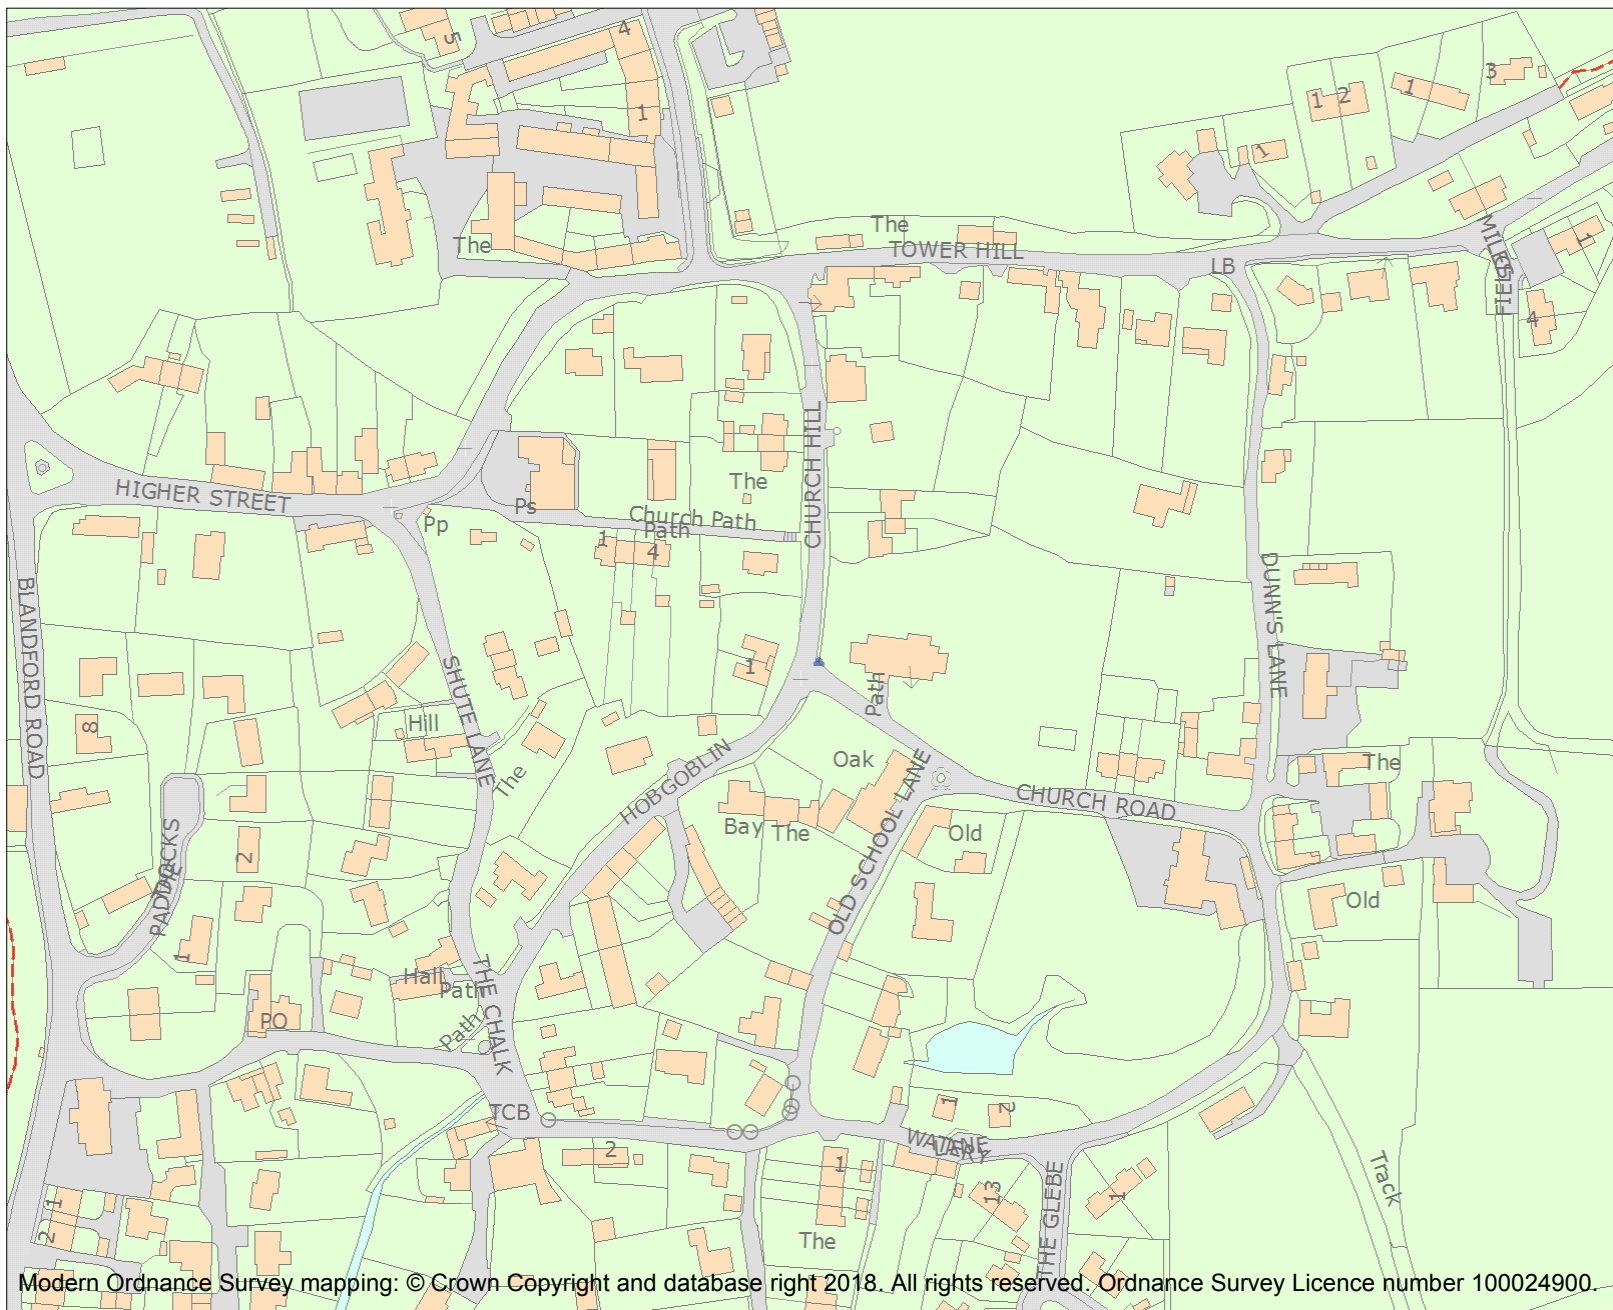 5
4
1
The
The
TOWER HILL
LB
1
2
1
3
1
MILES
FIELD
1
4
HIGHER STREET
Pp
Ps
The
Church Path
Path
1
4
CHURCH HILL
DUNN'S LANE
BLANDFORD ROAD
SHUTE LANE
1
Path
8
Hill
The
HOBGOBLIN
Oak
OLD SCHOOL LANE
CHURCH ROAD
The
Bay
The
Old
PADDOCKS
THE
2
Old
1
Hall
Path
THE CHALK
PO
Path
TCB
1
2
2
1
WATERY
LANE
13
1
THE GLEBE
Track
1
2
The
Modern Ordnance Survey mapping: © Crown Copyright and database right 2018. All rights reserved. Ordnance Survey Licence number 100024900.